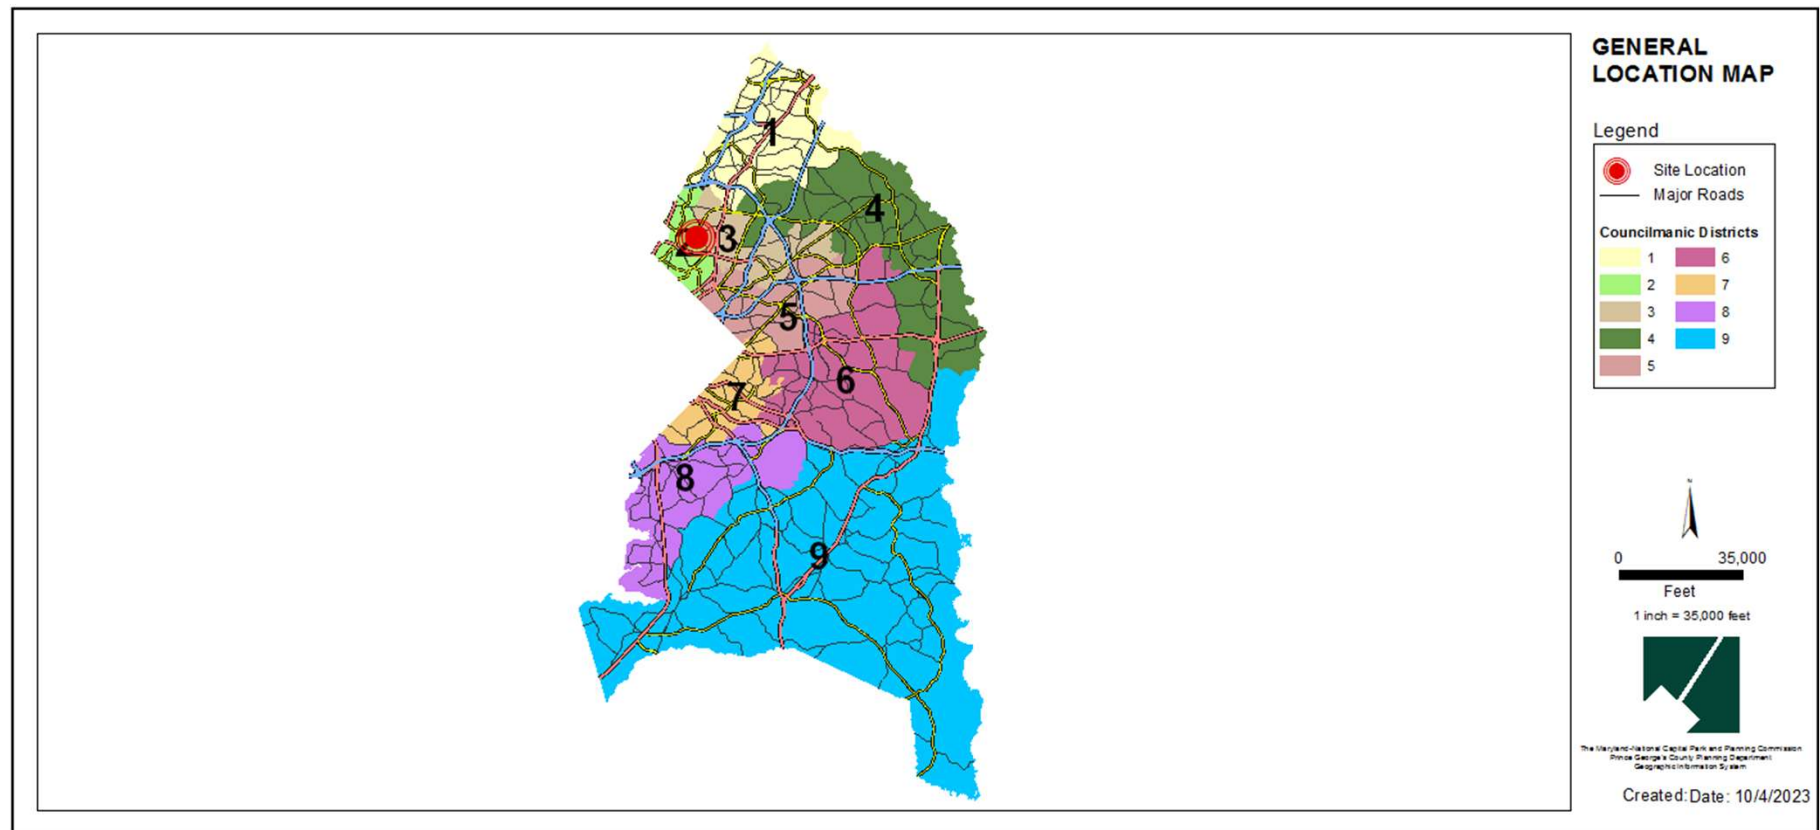 GENERAL
LOCATION MAP
Legend
Site Location
Major Roads
Councilmanic Districts
1 6
2 7
3 8
4 9
5
1
4
2 3
5
6
7
8
9
N
0 35,000
Feet
1 inch = 35,000 feet
The Maryland-National Capital Park and Planning Commission
Prince George's County Planning Department
Geographic Information System
Created: Date: 10/4/2023